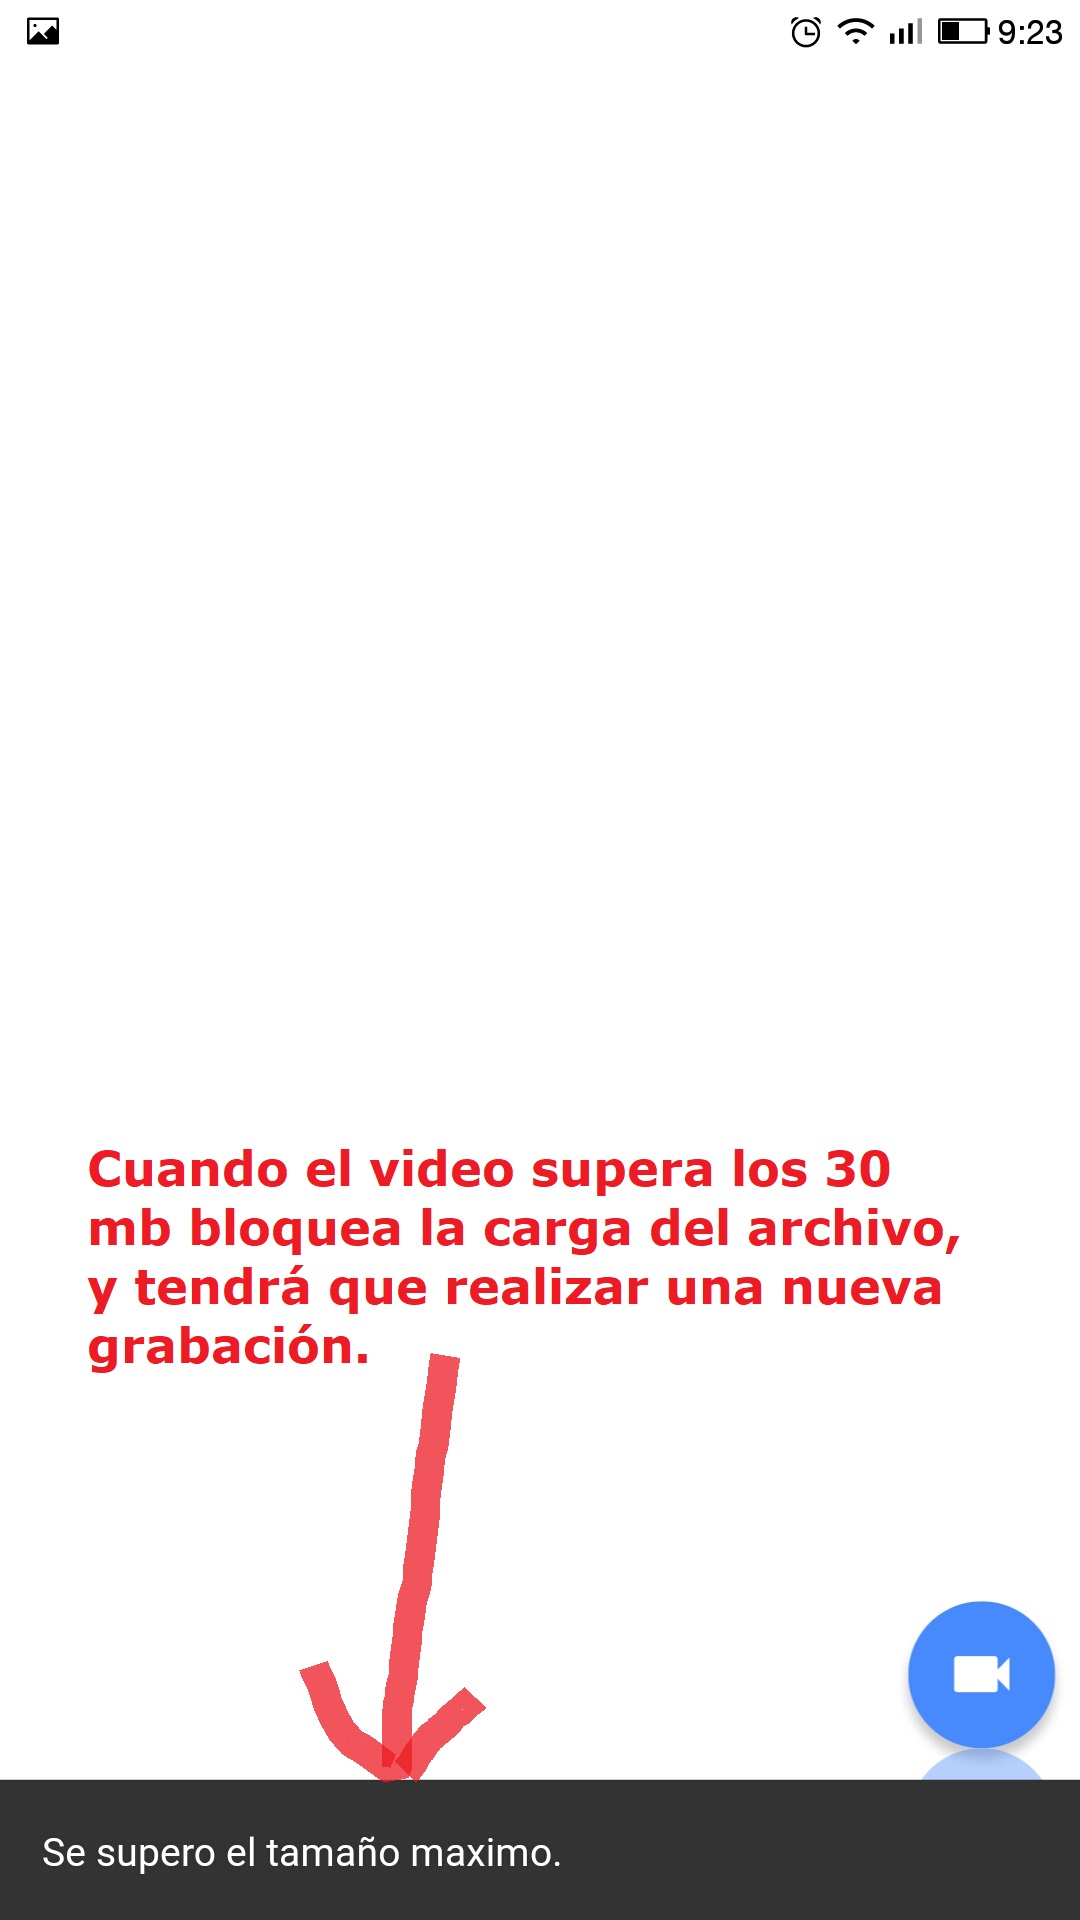 9:23
Cuando el video supera los 30
mb bloquea la carga del archivo,
y tendrá que realizar una nueva
grabación.
Se supero el tamaño maximo.